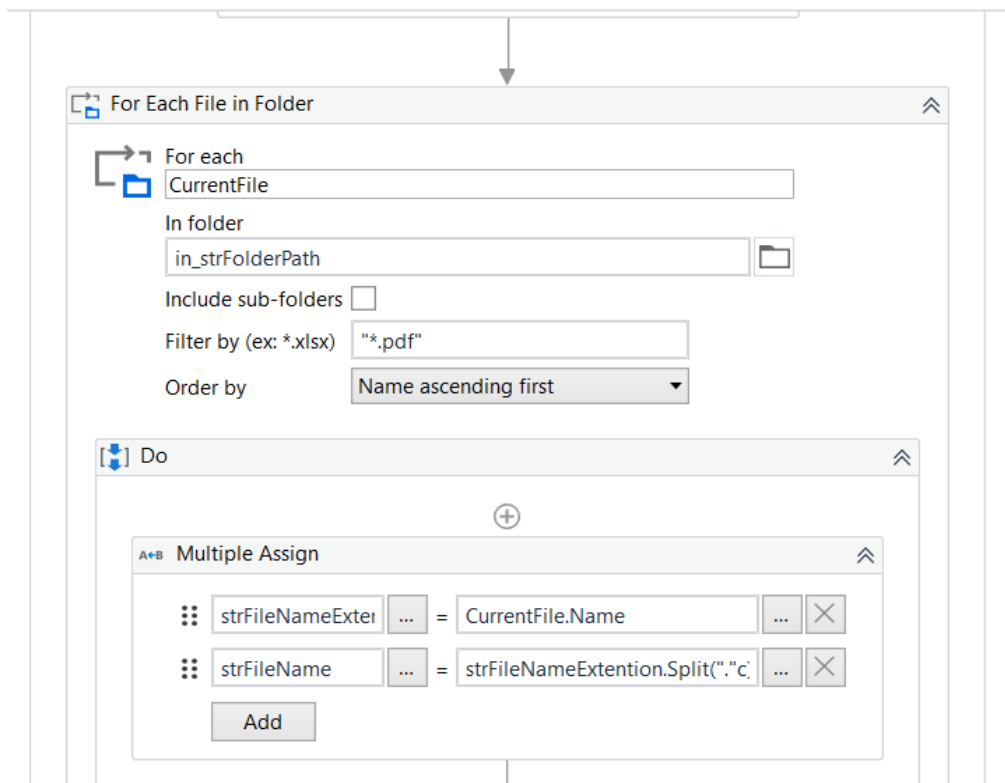 For Each File in Folder
For each
CurrentFile
In folder
in_strFolderPath
Include sub-folders
Filter by (ex: *.xlsx) "*.pdf"
Order by Name ascending first
Do
A B Multiple Assign
strFileNameExter ... = CurrentFile.Name ...
strFileName ... = strFileNameExtention.Split("."c) ...
Add